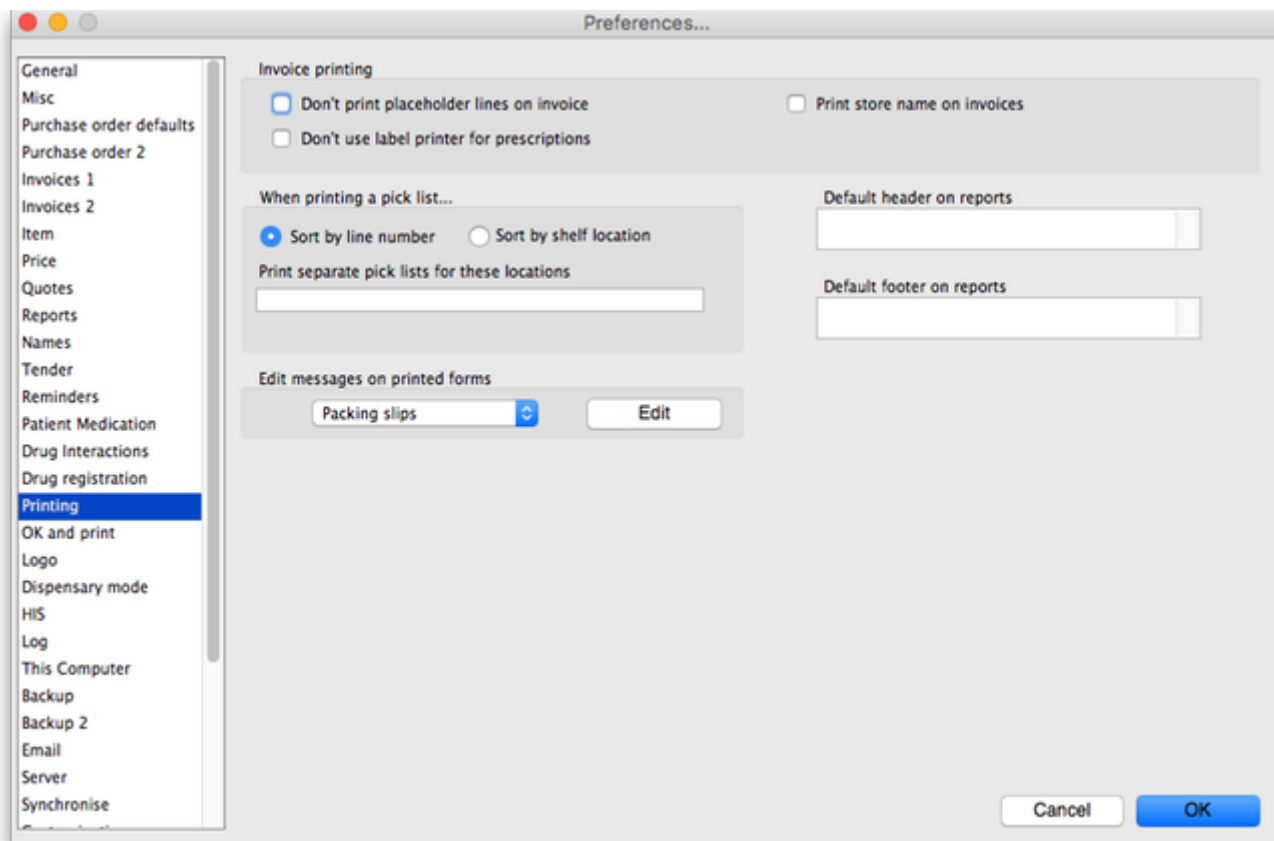 Preferences...
General
Misc
Purchase order defaults
Purchase order 2
Invoices 1
Invoices 2
Item
Price
Quotes
Reports
Names
Tender
Reminders
Patient Medication
Drug Interactions
Drug registration
Printing
OK and print
Logo
Dispensary mode
HIS
Log
This Computer
Backup
Backup 2
Email
Server
Synchronise
Invoice printing
Don't print placeholder lines on invoice
Print store name on invoices
Don't use label printer for prescriptions
When printing a pick list...
Sort by line number
Sort by shelf location
Print separate pick lists for these locations
Default header on reports
Default footer on reports
Edit messages on printed forms
Packing slips
Edit
Cancel
OK